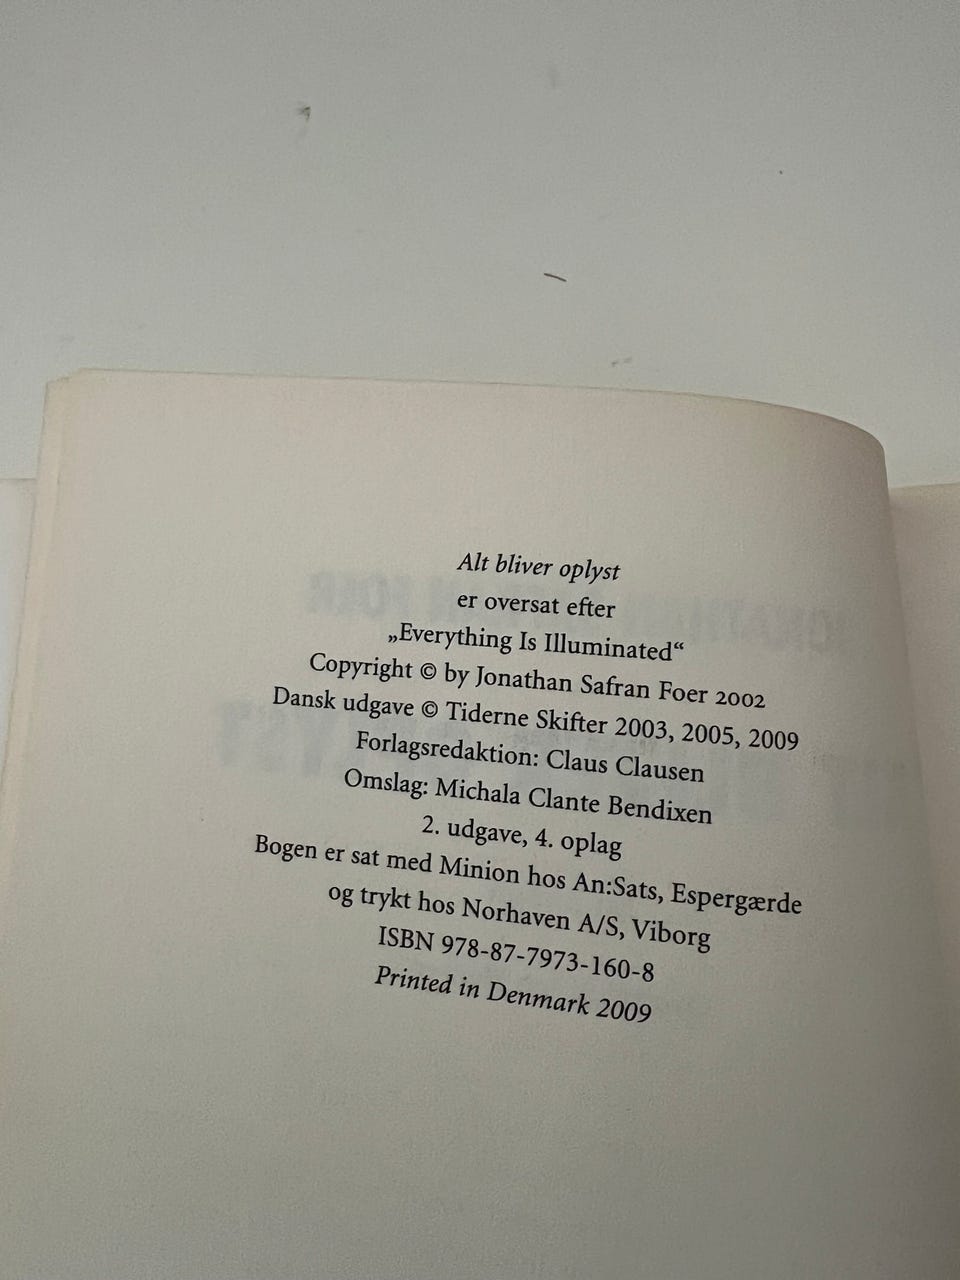 Alt bliver oplyst
er oversat efter
„Everything Is Illuminated“
Copyright © by Jonathan Safran Foer 2002
Dansk udgave © Tiderne Skifter 2003, 2005, 2009
Forlagsredaktion: Claus Clausen
Omslag: Michala Clante Bendixen
2. udgave, 4. oplag
Bogen er sat med Minion hos An:Sats, Espergærde
og trykt hos Norhaven A/S, Viborg
ISBN 978-87-7973-160-8
Printed in Denmark 2009